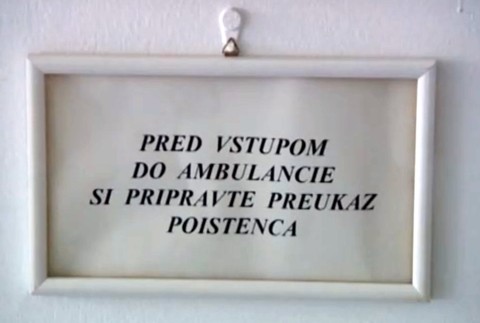 PRED VSTUPOM
DO AMBULANCIE
SI PRIPRAVTE PREUKAZ
POISTENCA